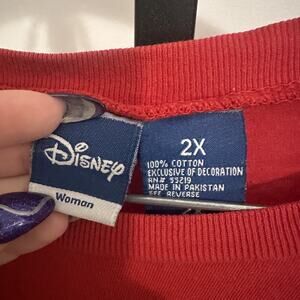 Disney
Woman
2X
100% COTTON
EXCLUSIVE OF DECORATION
RN# 55219
MADE IN PAKISTAN
SEE REVERSE